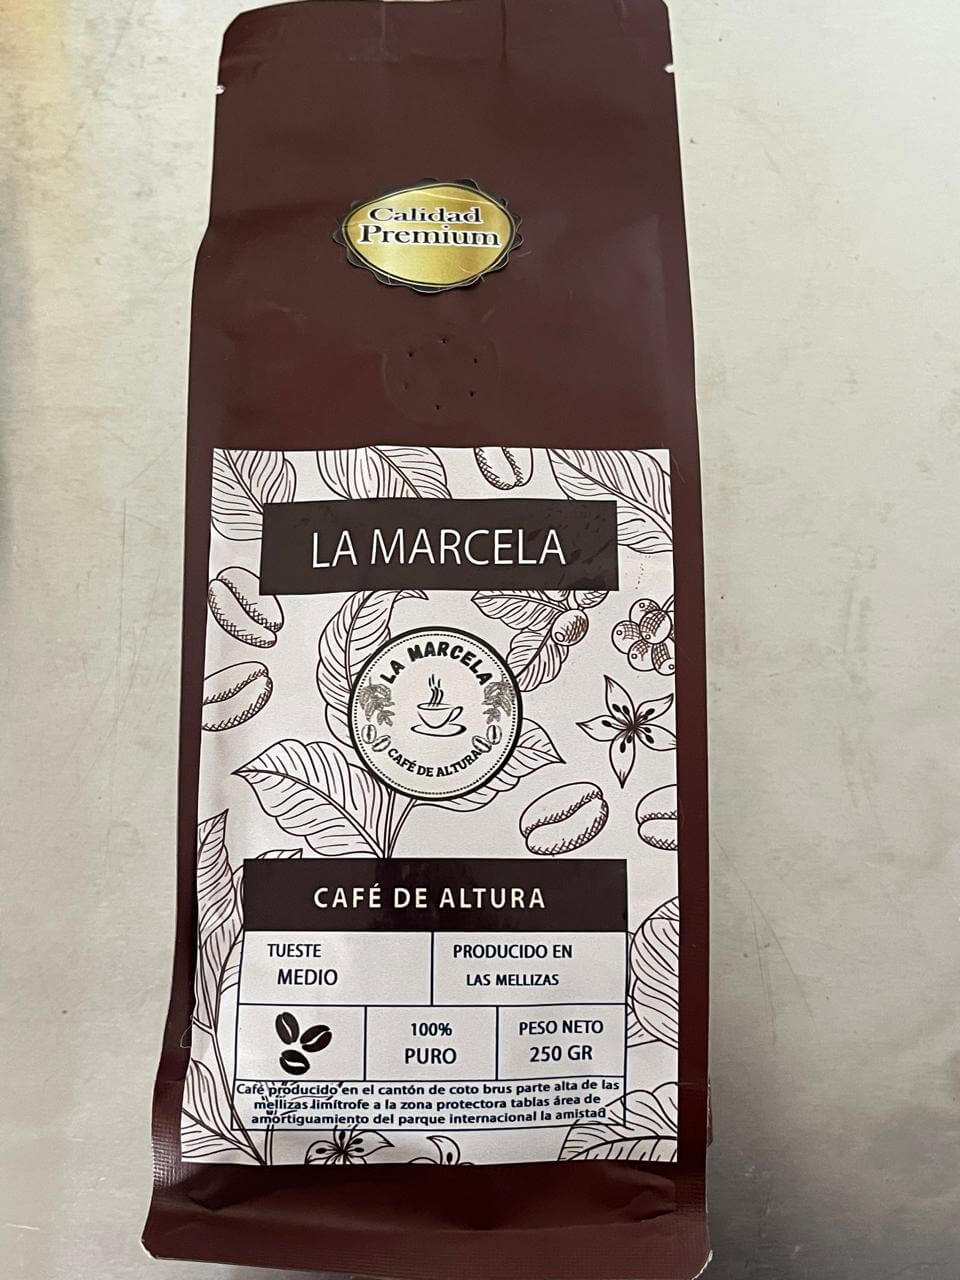 Calidad
Premium
LA MARCELA
LA MARCELA
CAFÉ DE ALTURA
CAFÉ DE ALTURA
TUESTE
MEDIO
PRODUCIDO EN
LAS MELLIZAS
100%
PURO
PESO NETO
250 GR
Café producido en el cantón de coto brus parte alta de las
mellizas limítrofe a la zona protectora tablas área de
amortiguamiento del parque internacional la amistad